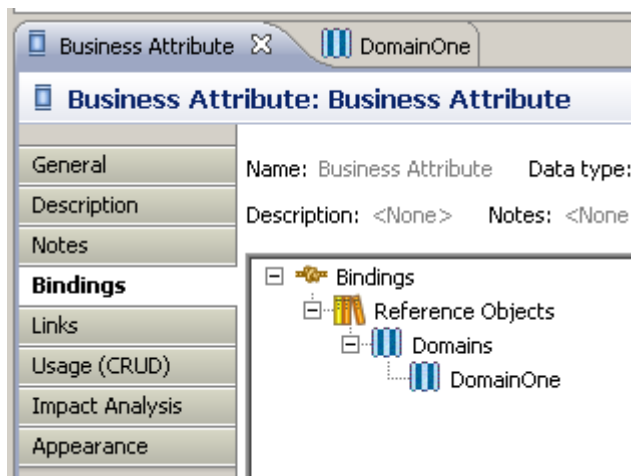 Business Attribute DomainOne
Business Attribute: Business Attribute
General
Description
Notes
Bindings
Links
Usage (CRUD)
Impact Analysis
Appearance
Name: Business Attribute Data type:
Description: <None> Notes: <None
Bindings
Reference Objects
Domains
DomainOne